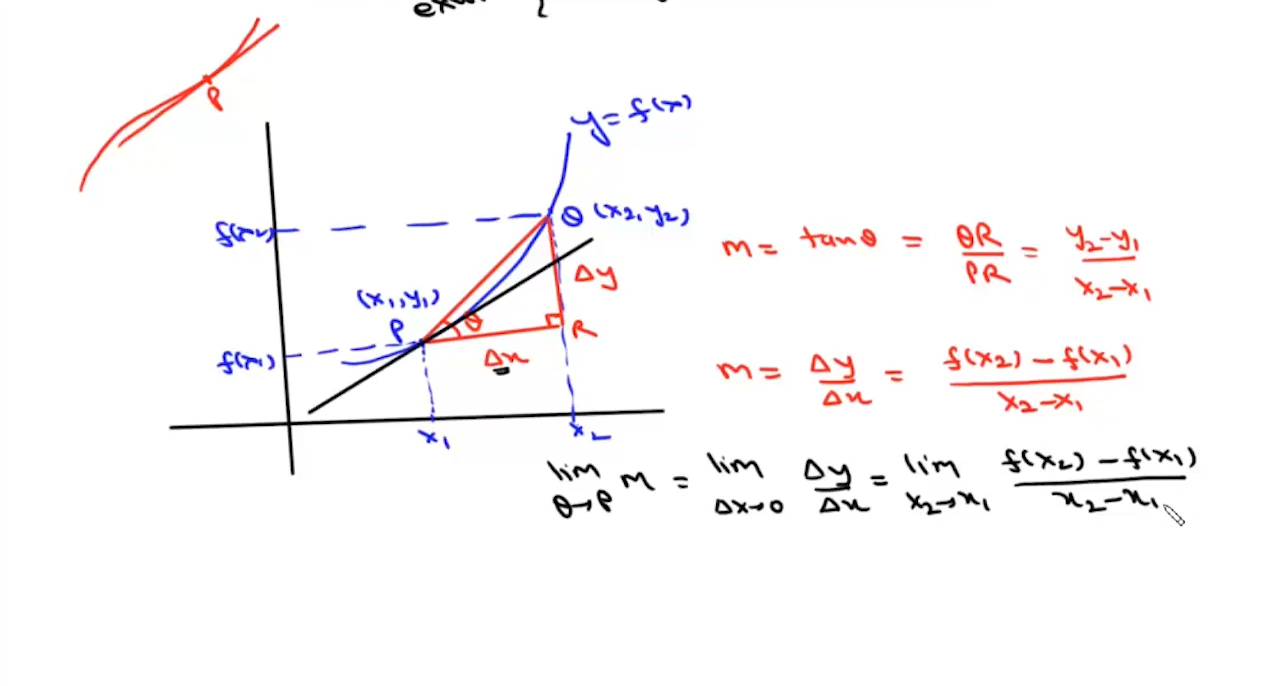 P
y = f(x)
f(x2)
Q (x2, y2)
m = tanθ = QR/PR = y2-y1/x2-x1
Δy
(x1, y1)
P
θ
R
f(x1)
Δx
m = Δy/Δx = f(x2) - f(x1)/x2-x1
x1
x2
lim Q→P m = lim Δx→0 Δy/Δx = lim x2→x1 f(x2) - f(x1)/x2-x1